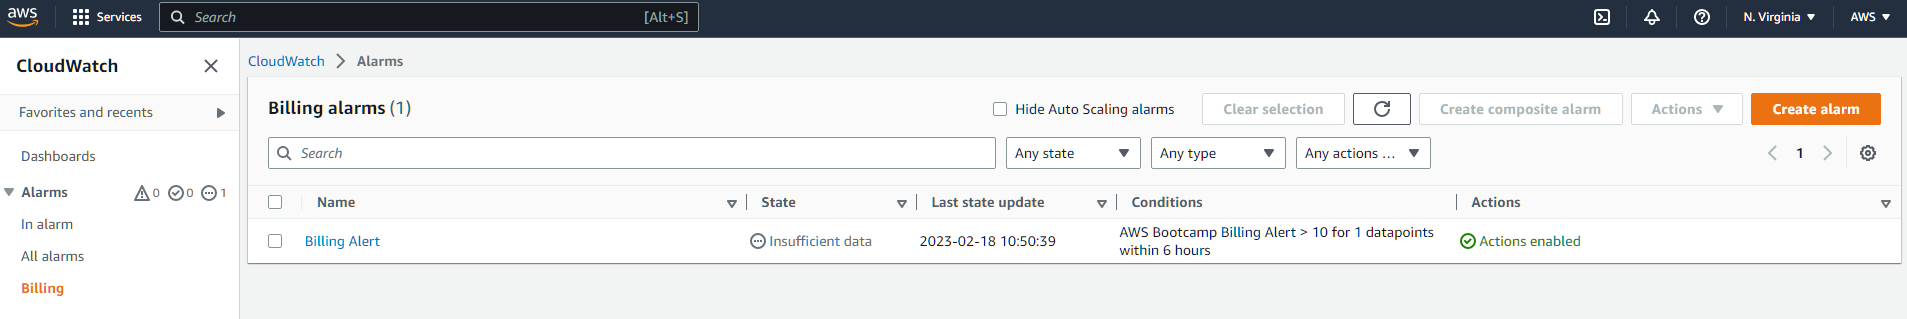 aws
Services
Search
[Alt+S]
N. Virginia
AWS
CloudWatch
Favorites and recents
Dashboards
Alarms
0
0
1
In alarm
All alarms
Billing
CloudWatch
Alarms
Billing alarms (1)
Hide Auto Scaling alarms
Clear selection
Create composite alarm
Actions
Create alarm
Search
Any state
Any type
Any actions ...
1
Name
State
Last state update
Conditions
Actions
Billing Alert
Insufficient data
2023-02-18 10:50:39
AWS Bootcamp Billing Alert > 10 for 1 datapoints
within 6 hours
Actions enabled